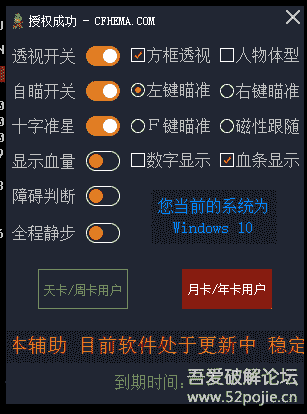 授权成功 - CFHEMA.COM
透视开关 方框透视 人物体型
自瞄开关 左键瞄准 右键瞄准
十字准星 F键瞄准 磁性跟随
显示血量 数字显示 血条显示
障碍判断
全程静步
您当前的系统为
Windows 10
天卡/周卡用户 月卡/年卡用户
本辅助 目前软件处于更新中 稳定
到期时间:
吾爱破解论坛
www.52pojie.cn